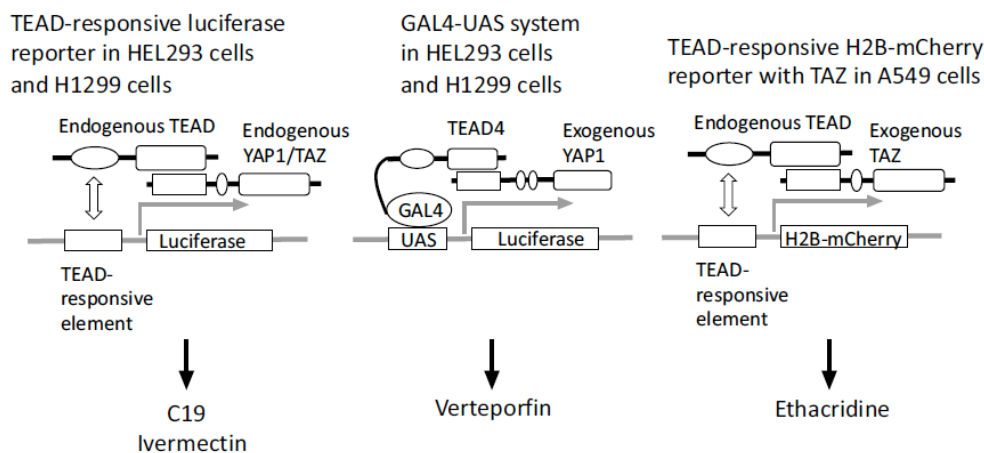 TEAD-responsive luciferase
reporter in HEL293 cells
and H1299 cells
Endogenous TEAD
Endogenous
YAP1/TAZ
Luciferase
TEAD-
responsive
element
C19
Ivermectin
GAL4-UAS system
in HEL293 cells
and H1299 cells
TEAD4
Exogenous
YAP1
GAL4
UAS
Luciferase
Verteporfin
TEAD-responsive H2B-mCherry
reporter with TAZ in A549 cells
Endogenous TEAD
Exogenous
TAZ
H2B-mCherry
TEAD-
responsive
element
Ethacridine